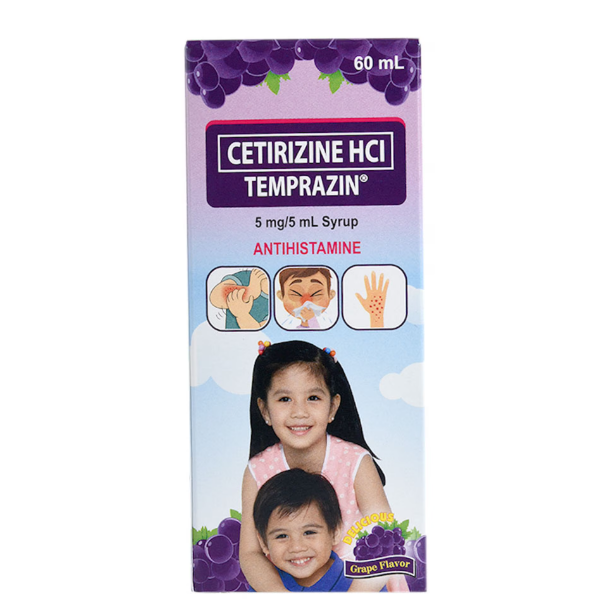 60 mL
CETIRIZINE HCl
TEMPRAZIN®
5 mg/5 mL Syrup
ANTIHISTAMINE
DELICIOUS
Grape Flavor